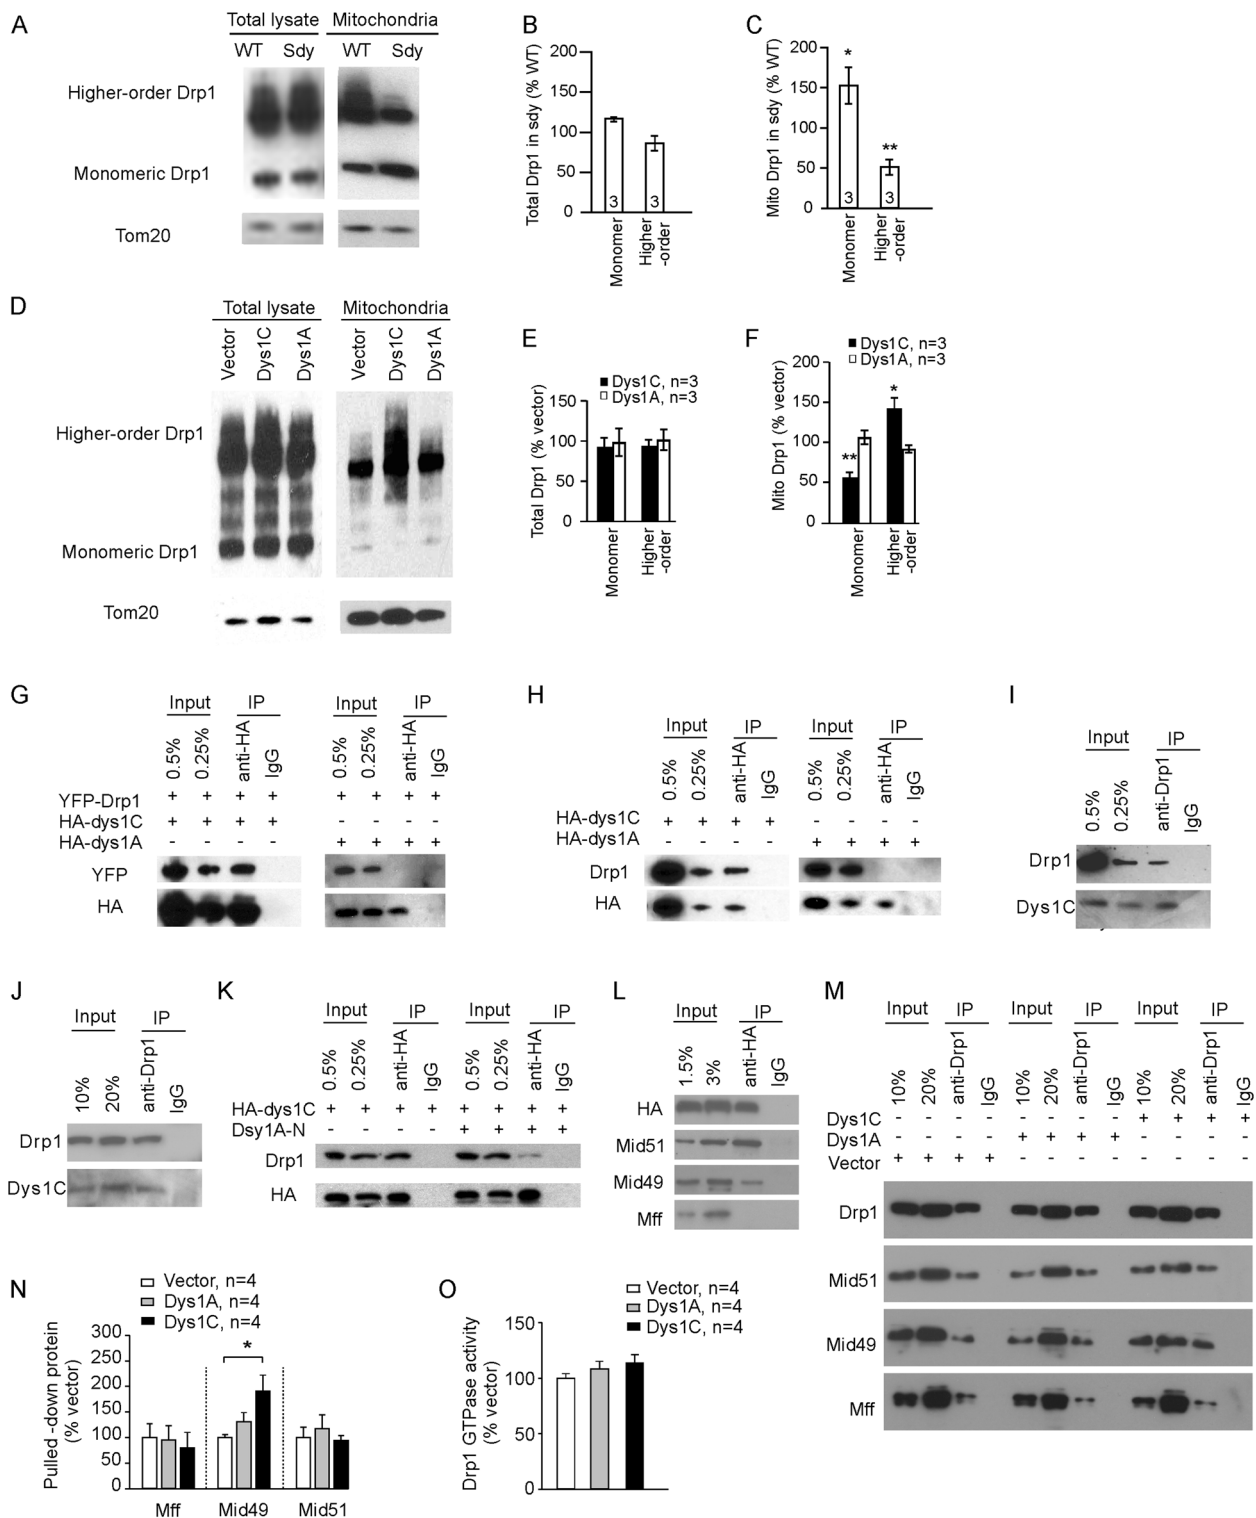 A
Total lysate Mitochondria
WT Sdy WT Sdy
Higher-order Drp1
Monomeric Drp1
Tom20
B
Total Drp1 in sdy (% WT)
200
150
100
50
0
3 3
Monomer
Higher
-order
C
Mito Drp1 in sdy (% WT)
200
150
100
50
0
*
**
3 3
Monomer
Higher
-order
D
Total lysate Mitochondria
Vector Dys1C Dys1A Vector Dys1C Dys1A
Higher-order Drp1
Monomeric Drp1
Tom20
E
Dys1C, n=3
Dys1A, n=3
Total Drp1 (% vector)
150
100
50
0
Monomer
Higher
-order
F
Dys1C, n=3
Dys1A, n=3
Mito Drp1 (% vector)
200
150
100
50
0
**
*
Monomer
Higher
-order
G
Input IP Input IP
0.5% 0.25% anti-HA IgG 0.5% 0.25% anti-HA IgG
YFP-Drp1 + + + + + + + +
HA-dys1C + + + + - - - -
HA-dys1A - - - - + + + +
YFP
HA
H
Input IP Input IP
0.5% 0.25% anti-HA IgG 0.5% 0.25% anti-HA IgG
HA-dys1C + + + + - - - -
HA-dys1A - - - - + + + +
Drp1
HA
I
Input IP
0.5% 0.25% anti-Drp1 IgG
Drp1
Dys1C
J
Input IP
10% 20% anti-Drp1 IgG
Drp1
Dys1C
K
Input IP Input IP
0.5% 0.25% anti-HA IgG 0.5% 0.25% anti-HA IgG
HA-dys1C + + + + + + + +
Dsy1A-N - - - - + + + +
Drp1
HA
L
Input IP
1.5% 3% anti-HA IgG
HA
Mid51
Mid49
Mff
M
Input IP Input IP Input IP
10% 20% anti-Drp1 IgG 10% 20% anti-Drp1 IgG 10% 20% anti-Drp1 IgG
Dys1C - - - - - - - - + + + +
Dys1A - - - - + + + + - - - -
Vector + + + + - - - - - - - -
Drp1
Mid51
Mid49
Mff
N
Vector, n=4
Dys1A, n=4
Dys1C, n=4
Pulled -down protein
(% vector)
300
250
200
150
100
50
0
*
Mff Mid49 Mid51
O
Vector, n=4
Dys1A, n=4
Dys1C, n=4
Drp1 GTPase activity
(% vector)
150
100
50
0